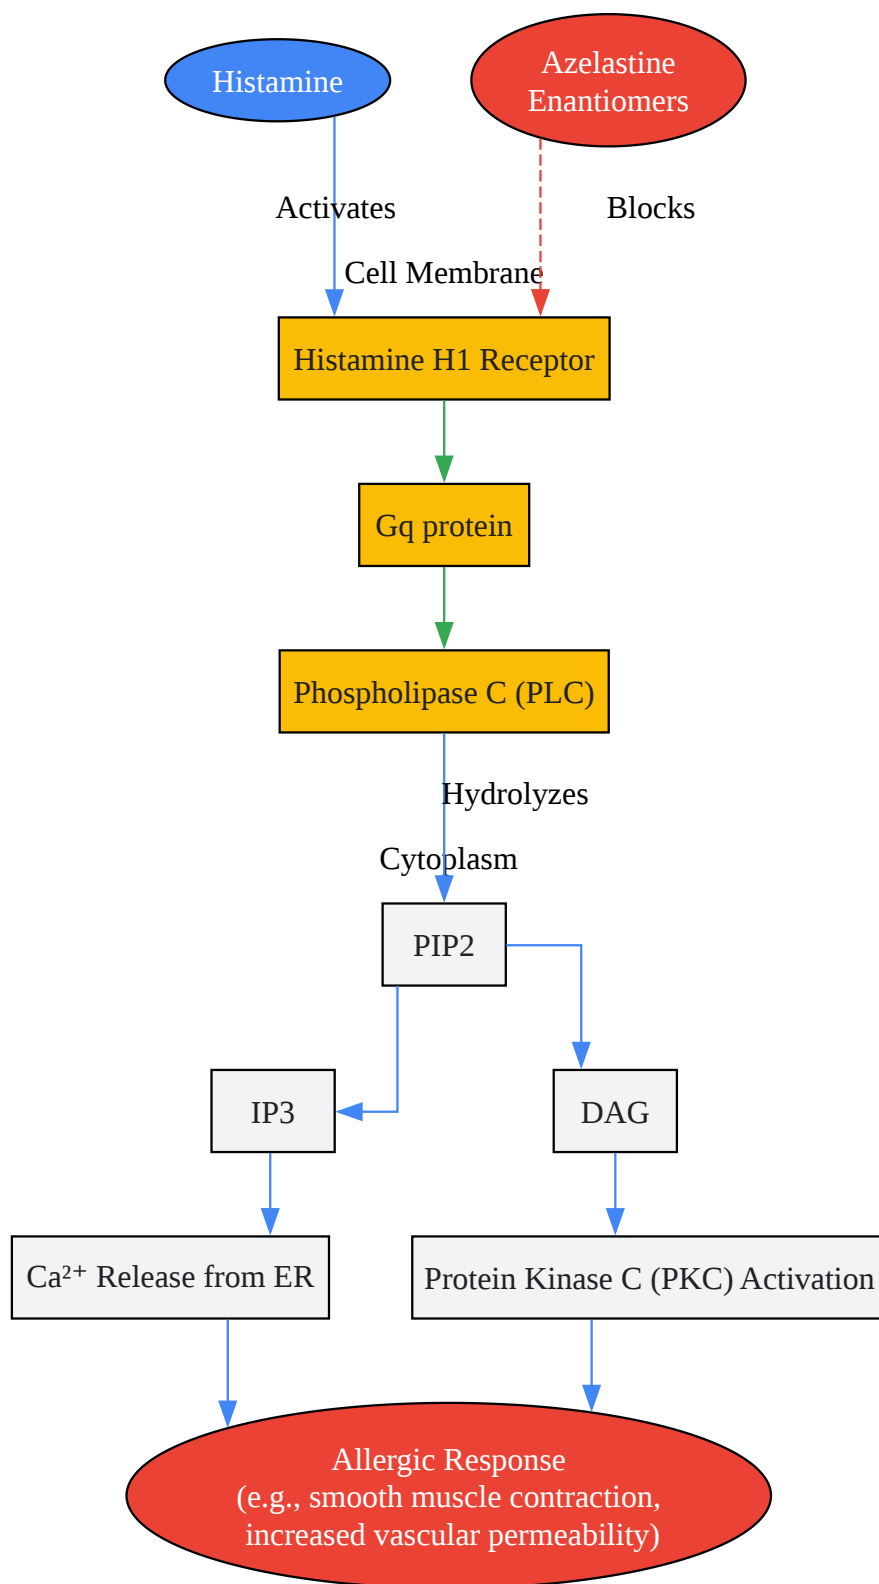 Histamine
Azelastine
Enantiomers
Activates
Blocks
Cell Membrane
Histamine H1 Receptor
Gq protein
Phospholipase C (PLC)
Hydrolyzes
Cytoplasm
PIP2
IP3
DAG
Ca²⁺ Release from ER
Protein Kinase C (PKC) Activation
Allergic Response
(e.g., smooth muscle contraction,
increased vascular permeability)